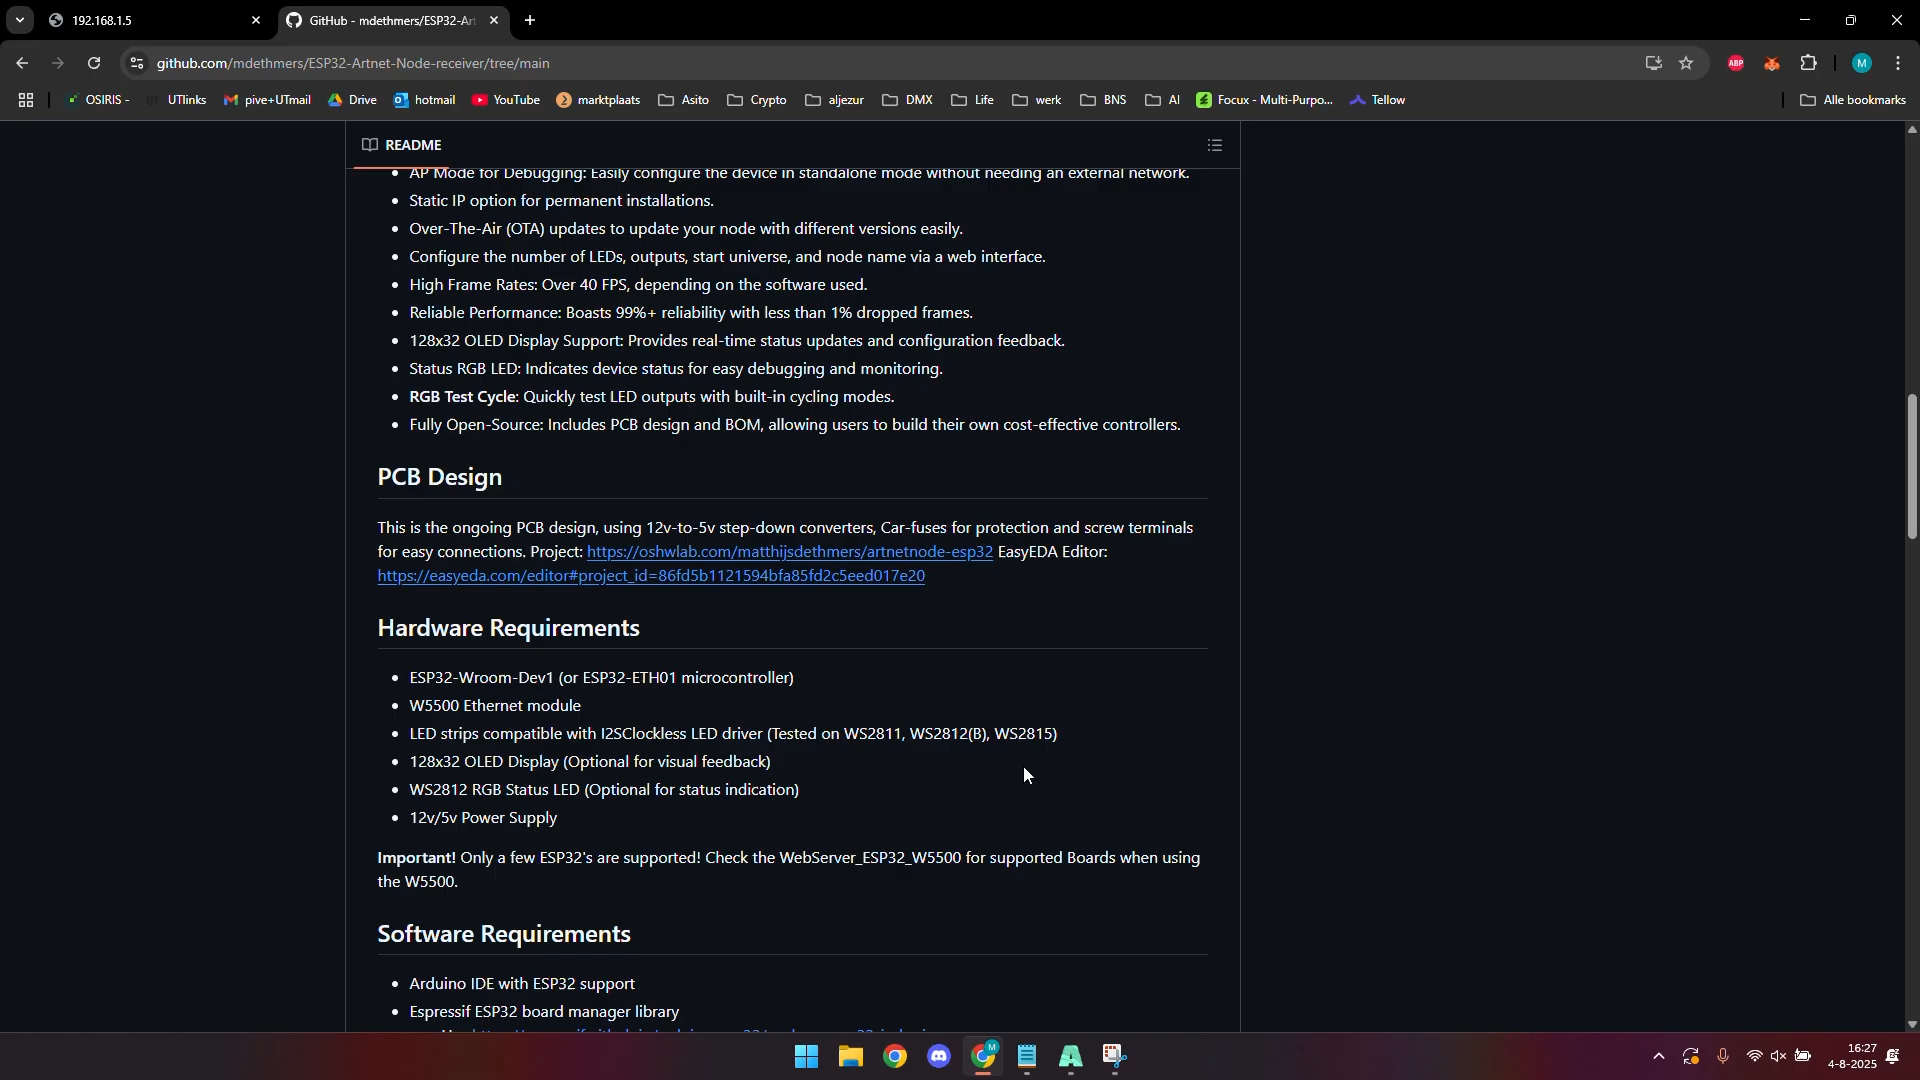 192.168.1.5
GitHub - mdethmers/ESP32-Art
github.com/mdethmers/ESP32-Artnet-Node-receiver/tree/main
ABP
M
OSIRIS -
UT UTlinks
pive+UTmail
Drive
hotmail
YouTube
marktplaats
Asito
Crypto
aljezur
DMX
Life
werk
BNS
AI
Focux - Multi-Purpo...
Tellow
Alle bookmarks
README
AP Mode for Debugging: Easily configure the device in standalone mode without needing an external network.
Static IP option for permanent installations.
Over-The-Air (OTA) updates to update your node with different versions easily.
Configure the number of LEDs, outputs, start universe, and node name via a web interface.
High Frame Rates: Over 40 FPS, depending on the software used.
Reliable Performance: Boasts 99%+ reliability with less than 1% dropped frames.
128x32 OLED Display Support: Provides real-time status updates and configuration feedback.
Status RGB LED: Indicates device status for easy debugging and monitoring.
RGB Test Cycle: Quickly test LED outputs with built-in cycling modes.
Fully Open-Source: Includes PCB design and BOM, allowing users to build their own cost-effective controllers.
PCB Design
This is the ongoing PCB design, using 12v-to-5v step-down converters, Car-fuses for protection and screw terminals
for easy connections. Project: https://oshwlab.com/matthijsdethmers/artnetnode-esp32 EasyEDA Editor:
https://easyeda.com/editor#project_id=86fd5b1121594bfa85fd2c5eed017e20
Hardware Requirements
ESP32-Wroom-Dev1 (or ESP32-ETH01 microcontroller)
W5500 Ethernet module
LED strips compatible with I2SClockless LED driver (Tested on WS2811, WS2812(B), WS2815)
128x32 OLED Display (Optional for visual feedback)
WS2812 RGB Status LED (Optional for status indication)
12v/5v Power Supply
Important! Only a few ESP32's are supported! Check the WebServer_ESP32_W5500 for supported Boards when using
the W5500.
Software Requirements
Arduino IDE with ESP32 support
Espressif ESP32 board manager library
M
16:27
4-8-2025